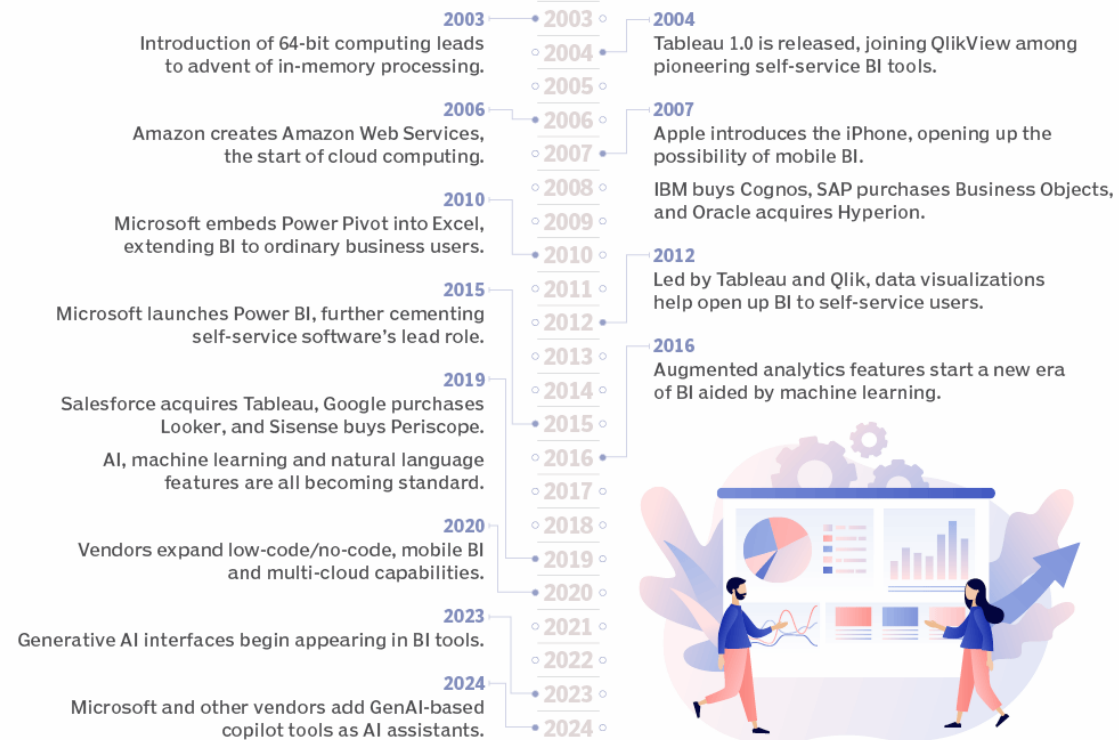 2003
Introduction of 64-bit computing leads
to advent of in-memory processing.
2006
Amazon creates Amazon Web Services,
the start of cloud computing.
2010
Microsoft embeds Power Pivot into Excel,
extending BI to ordinary business users.
2015
Microsoft launches Power BI, further cementing
self-service software’s lead role.
2019
Salesforce acquires Tableau, Google purchases
Looker, and Sisense buys Periscope.
AI, machine learning and natural language
features are all becoming standard.
2020
Vendors expand low-code/no-code, mobile BI
and multi-cloud capabilities.
2023
Generative AI interfaces begin appearing in BI tools.
2024
Microsoft and other vendors add GenAI-based
copilot tools as AI assistants.
2003
2004
2005
2006
2007
2008
2009
2010
2011
2012
2013
2014
2015
2016
2017
2018
2019
2020
2021
2022
2023
2024
2004
Tableau 1.0 is released, joining QlikView among
pioneering self-service BI tools.
2007
Apple introduces the iPhone, opening up the
possibility of mobile BI.
IBM buys Cognos, SAP purchases Business Objects,
and Oracle acquires Hyperion.
2012
Led by Tableau and Qlik, data visualizations
help open up BI to self-service users.
2016
Augmented analytics features start a new era
of BI aided by machine learning.